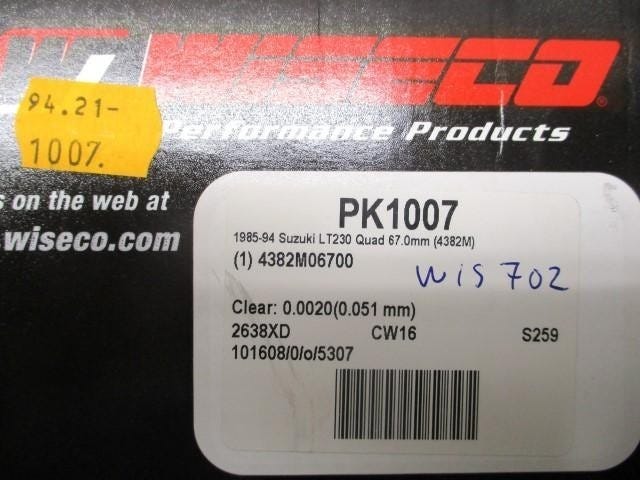 WISECO®
Performance Products
94.21-
1007.
s on the web at
.wiseco.com
PK1007
1985-94 Suzuki LT230 Quad 67.0mm (4382M)
(1) 4382M06700
WIS 702
Clear: 0.0020(0.051 mm)
2638XD CW16 S259
101608/0/o/5307